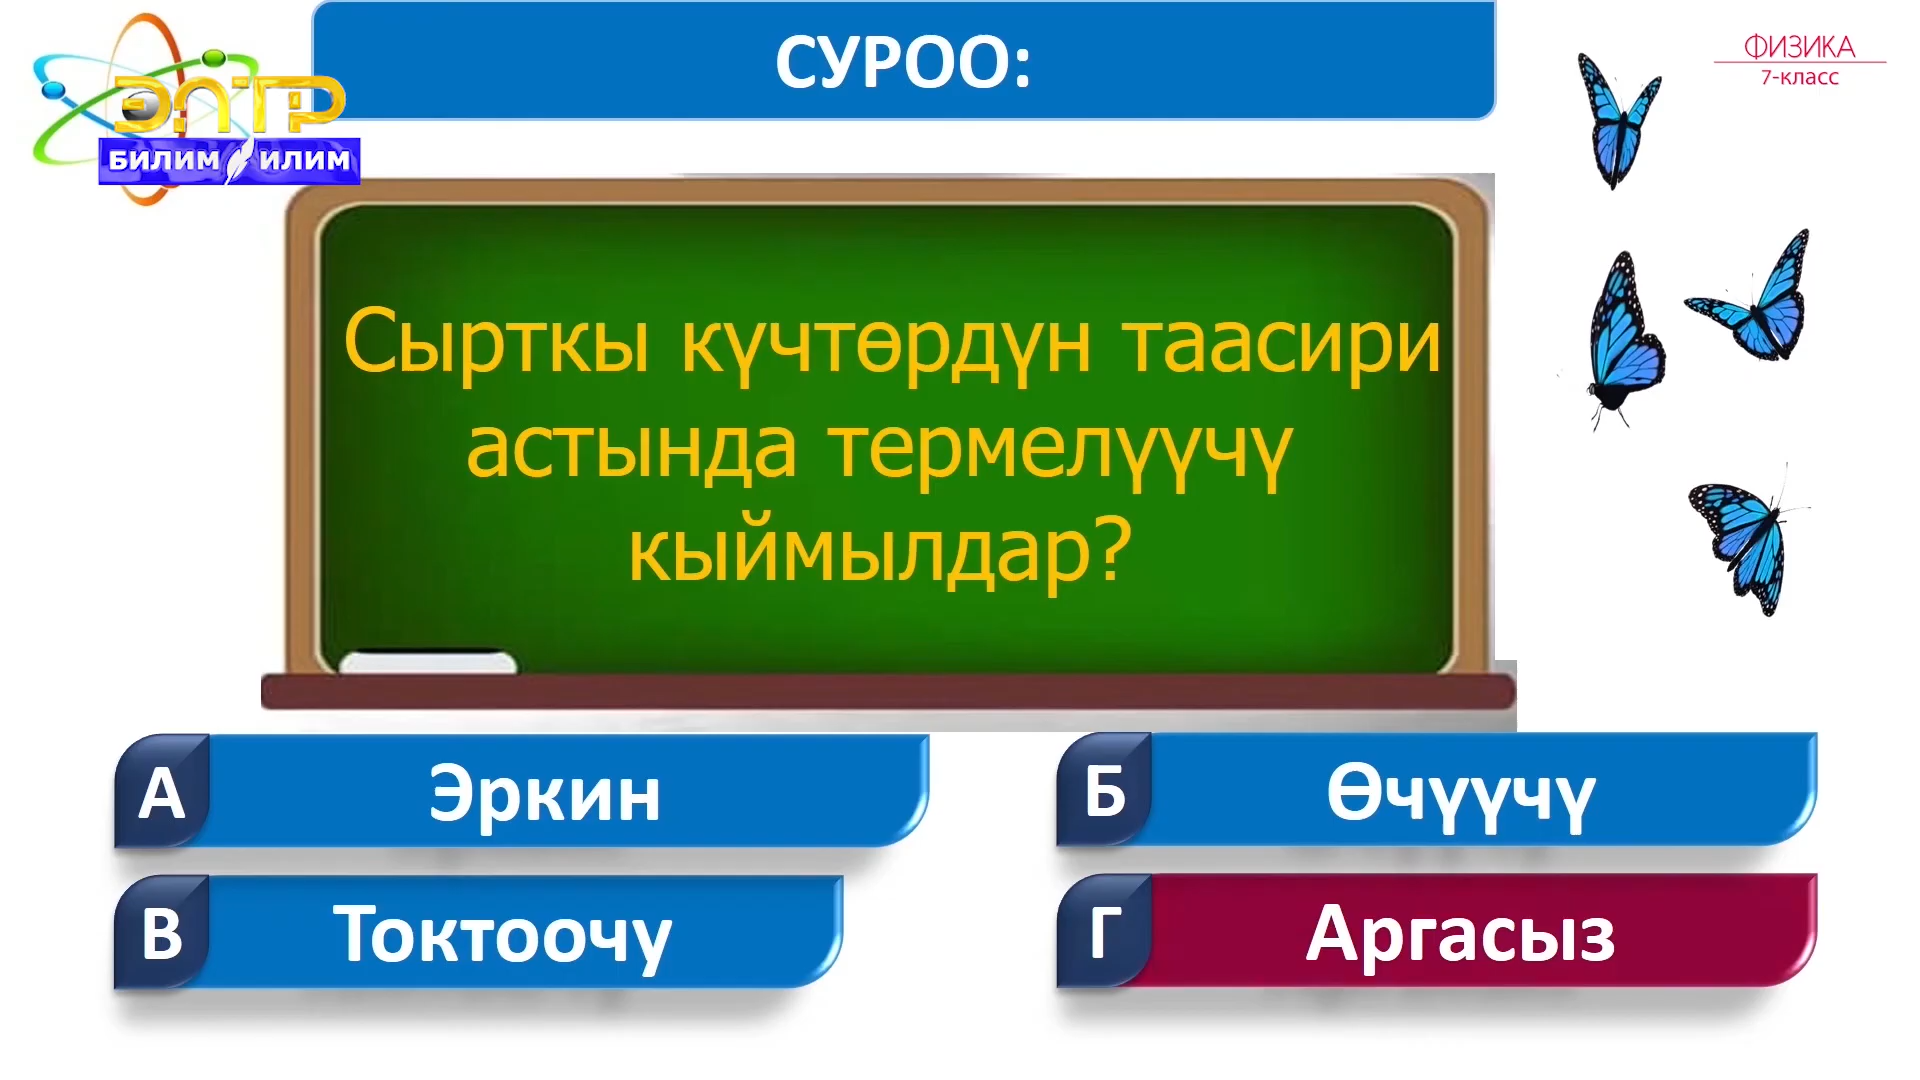 СУРОО:
ФИЗИКА
7-класс
ЭЛТР
БИЛИМ ИЛИМ
Сырткы күчтөрдүн таасири
астында термелүүчү
кыймылдар?
А Эркин
Б Өчүүчү
В Токтоочу
Г Аргасыз